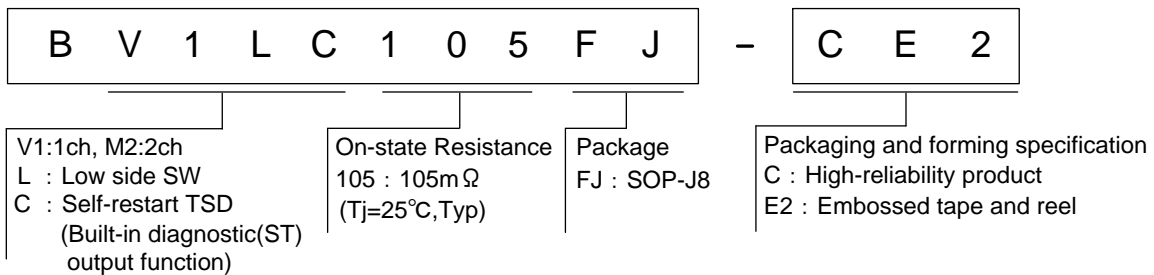 B V 1 L C 1 0 5 F J - C E 2
V1:1ch, M2:2ch
L : Low side SW
C : Self-restart TSD
(Built-in diagnostic(ST)
output function)
On-state Resistance
105 : 105mΩ
(Tj=25℃,Typ)
Package
FJ : SOP-J8
Packaging and forming specification
C : High-reliability product
E2 : Embossed tape and reel